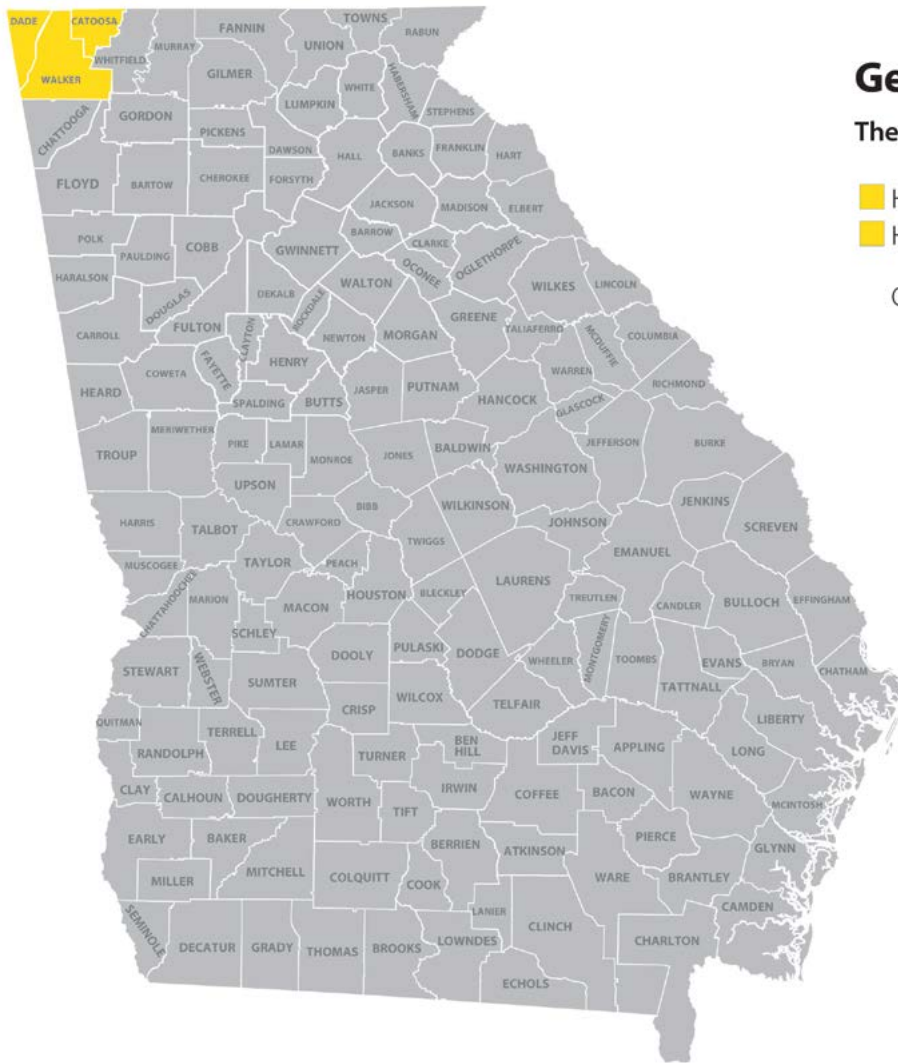 DADE
CATOOSA
TOWNS
RABUN
FANNIN
UNION
MURRAY
WHITFIELD
WALKER
GILMER
WHITE
HABERSHAM
LUMPKIN
STEPHENS
CHATTOOGA
GORDON
PICKENS
DAWSON
HALL
BANKS
FRANKLIN
HART
FLOYD
BARTOW
CHEROKEE
FORSYTH
JACKSON
MADISON
ELBERT
POLK
PAULDING
COBB
GWINNETT
BARROW
CLARKE
OCONEE
OGLETHORPE
HARALSON
DOUGLAS
DEKALB
ROCKDALE
WALTON
WILKES
LINCOLN
CARROLL
FULTON
CLAYTON
NEWTON
MORGAN
GREENE
TALIAFERRO
MCDUFFIE
COLUMBIA
HEARD
COWETA
FAYETTE
HENRY
SPALDING
BUTTS
JASPER
PUTNAM
HANCOCK
WARREN
GLASCOCK
RICHMOND
TROUP
MERIWETHER
PIKE
LAMAR
MONROE
JONES
BALDWIN
WASHINGTON
JEFFERSON
BURKE
UPSON
HARRIS
TALBOT
CRAWFORD
BIBB
TWIGGS
WILKINSON
JOHNSON
JENKINS
SCREVEN
EMANUEL
MUSCOGEE
TAYLOR
PEACH
HOUSTON
BLECKLEY
LAURENS
TREUTLEN
CANDLER
BULLOCH
EFFINGHAM
CHATTAHOOCHEE
MARION
SCHLEY
MACON
DOOLY
PULASKI
DODGE
WHEELER
MONTGOMERY
TOOMBS
EVANS
BRYAN
CHATHAM
STEWART
WEBSTER
SUMTER
CRISP
WILCOX
TELFAIR
TATTNALL
LIBERTY
QUITMAN
RANDOLPH
TERRELL
LEE
TURNER
BEN
HILL
JEFF
DAVIS
APPLING
LONG
CLAY
CALHOUN
DOUGHERTY
WORTH
TIFT
IRWIN
COFFEE
BACON
WAYNE
MCINTOSH
EARLY
BAKER
MITCHELL
COLQUITT
COOK
BERRIEN
ATKINSON
PIERCE
GLYNN
MILLER
WARE
BRANTLEY
CAMDEN
SEMINOLE
DECATUR
GRADY
THOMAS
BROOKS
LOWNDES
LANIER
CLINCH
CHARLTON
ECHOLS
Ge
The
H
H